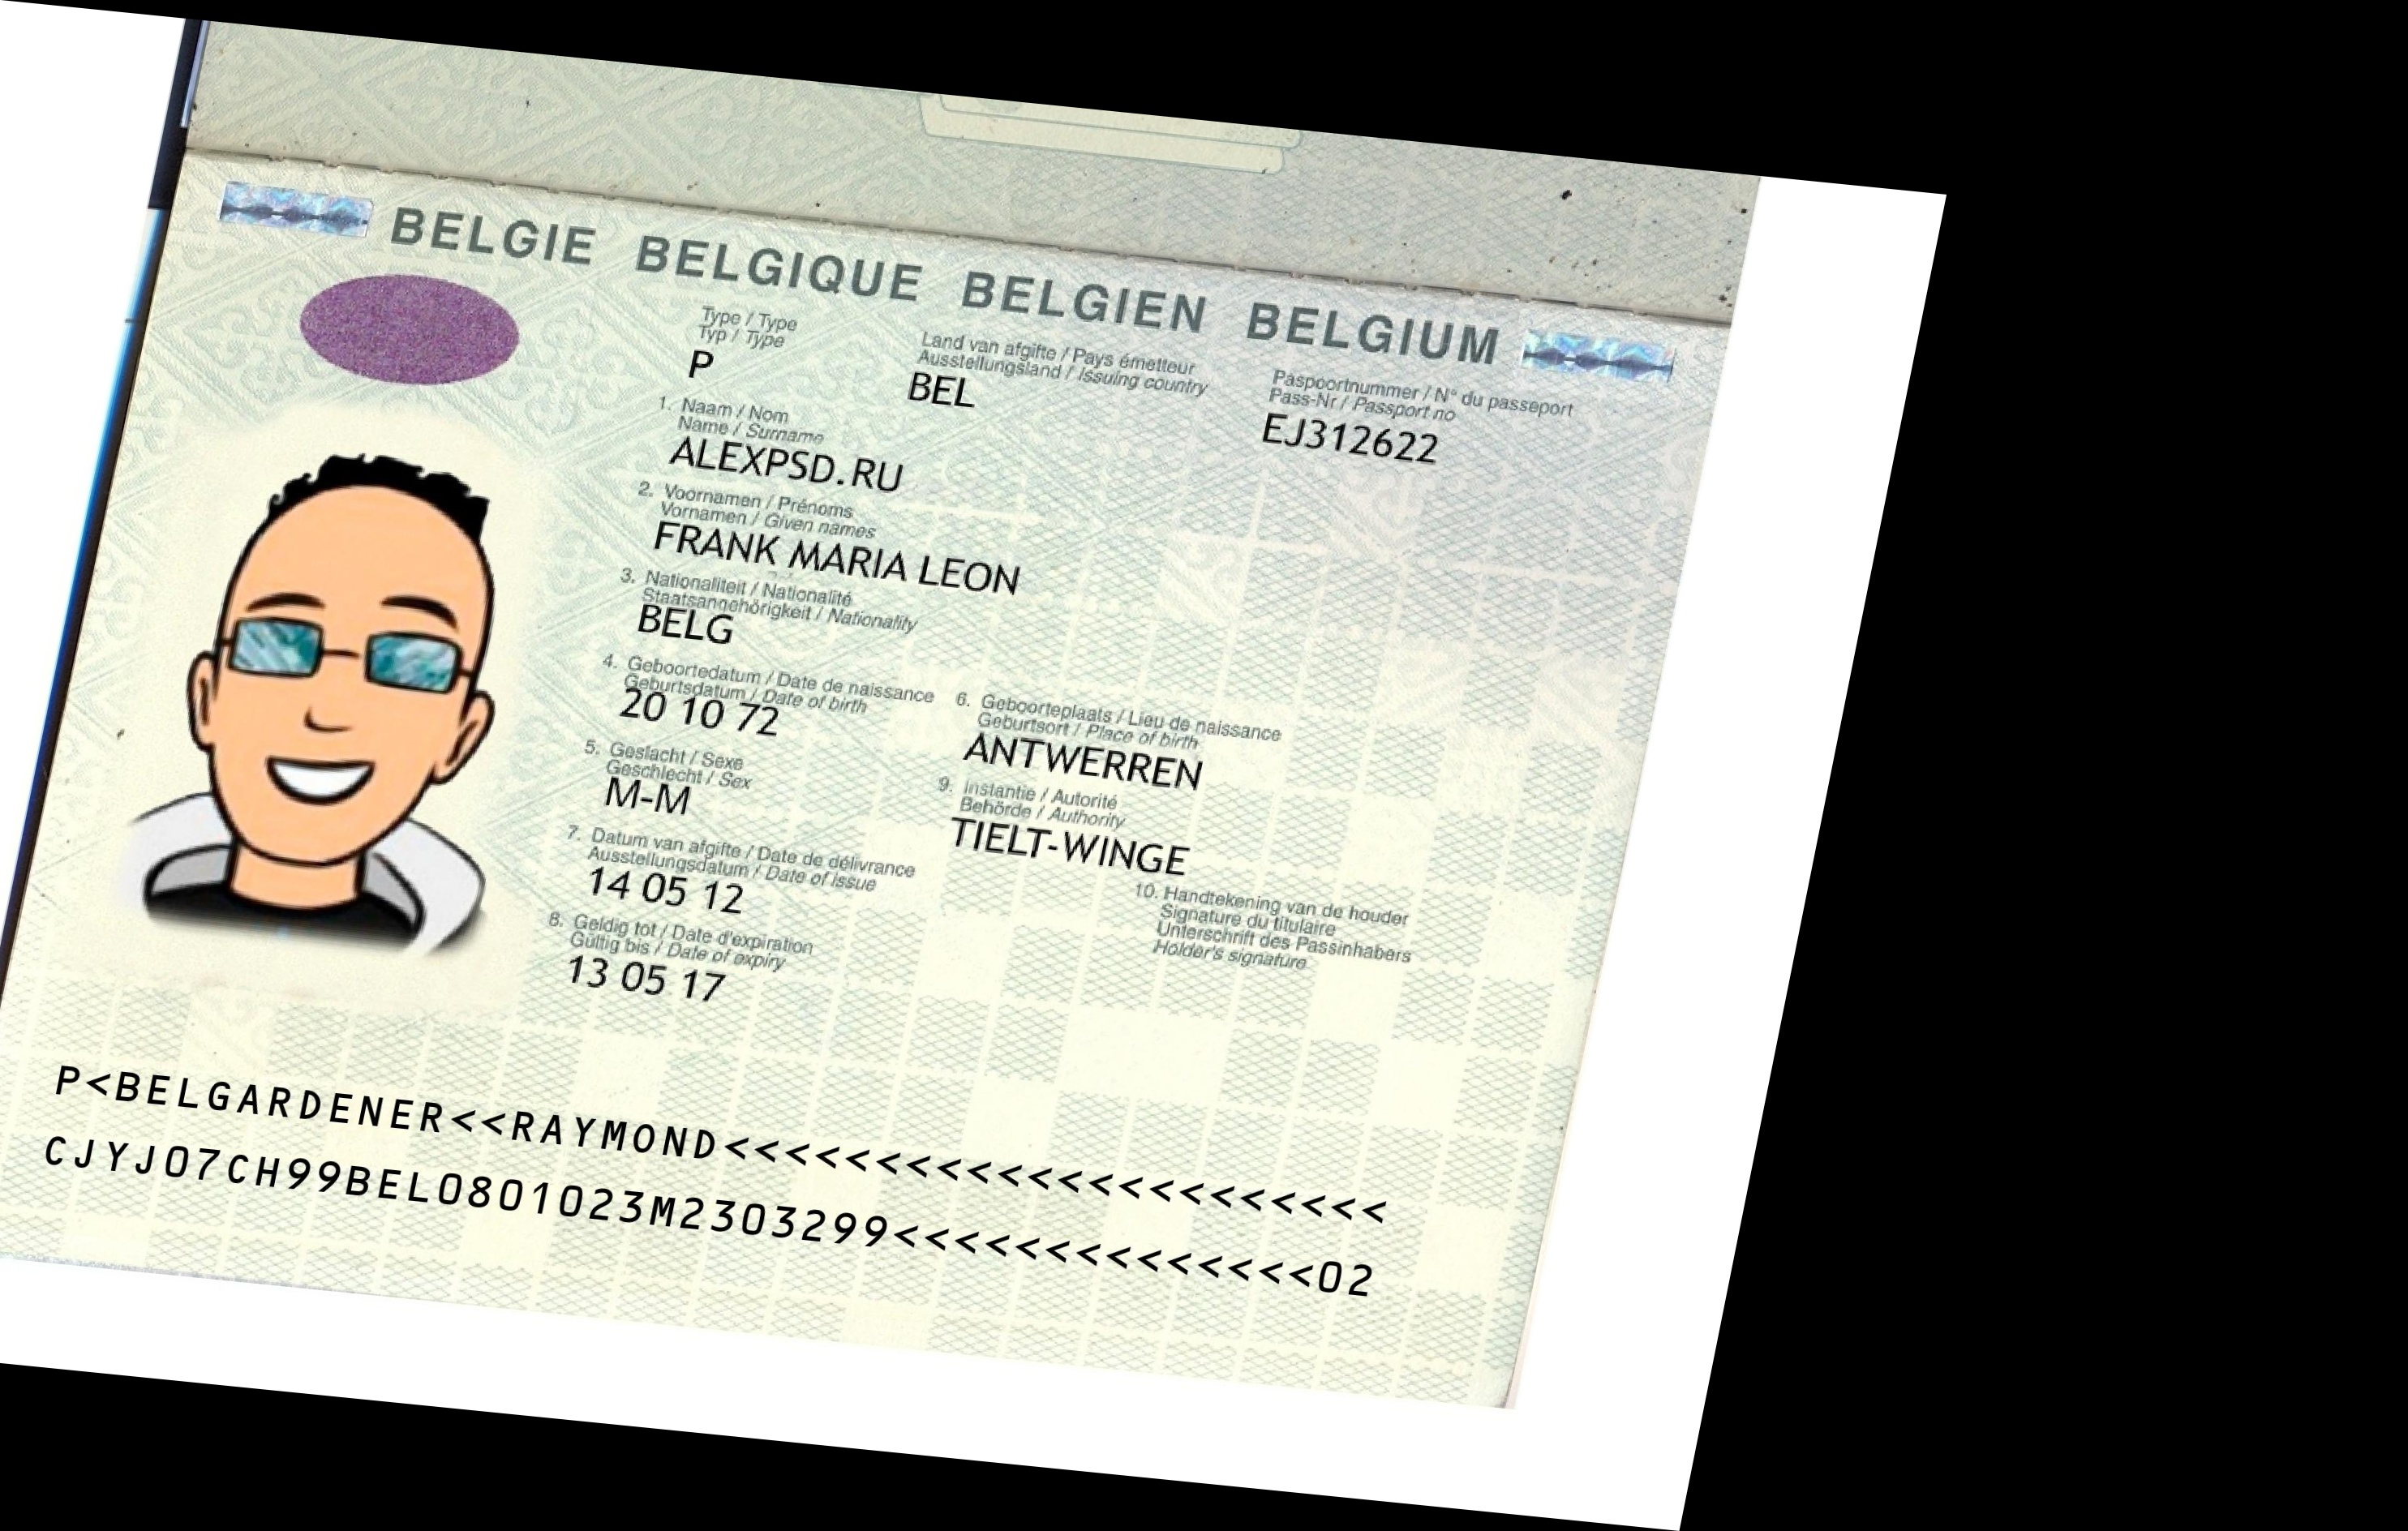 BELGIE BELGIQUE BELGIEN BELGIUM
Type / Type
Typ / Type
P
Land van afgifte / Pays émetteur
Ausstellungsland / Issuing country
BEL
Paspoortnummer / N° du passeport
Pass-Nr / Passport no
EJ312622
1. Naam / Nom
Name / Surname
ALEXPSD.RU
2. Voornamen / Prénoms
Vornamen / Given names
FRANK MARIA LEON
3. Nationaliteit / Nationalité
Staatsangehörigkeit / Nationality
BELG
4. Geboortedatum / Date de naissance
Geburtsdatum / Date of birth
20 10 72
6. Geboorteplaats / Lieu de naissance
Geburtsort / Place of birth
ANTWERREN
5. Geslacht / Sexe
Geschlecht / Sex
M-M
9. Instantie / Autorité
Behörde / Authority
TIELT-WINGE
7. Datum van afgifte / Date de délivrance
Ausstellungsdatum / Date of issue
14 05 12
10. Handtekening van de houder
Signature du titulaire
Unterschrift des Passinhabers
Holder's signature
8. Geldig tot / Date d'expiration
Gültig bis / Date of expiry
13 05 17
P<BELGARDENER<<RAYMOND<<<<<<<<<<<<<<<<<<<<<<
CJYJ07CH99BEL0801023M2303299<<<<<<<<<<<<<<02